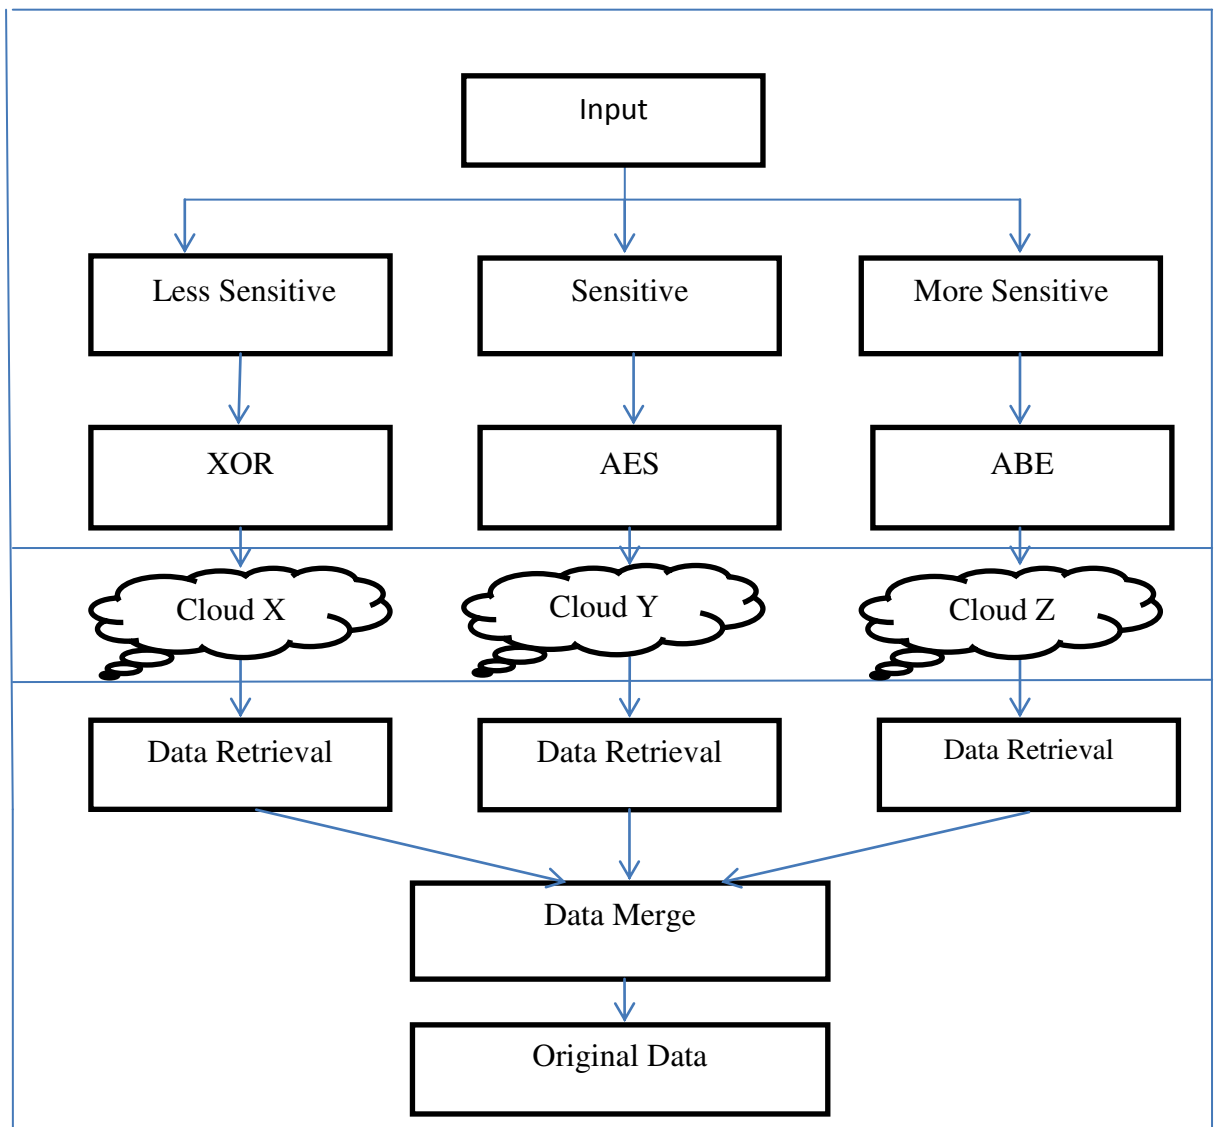 Input
Less Sensitive
Sensitive
More Sensitive
XOR
AES
ABE
Cloud X
Cloud Y
Cloud Z
Data Retrieval
Data Retrieval
Data Retrieval
Data Merge
Original Data